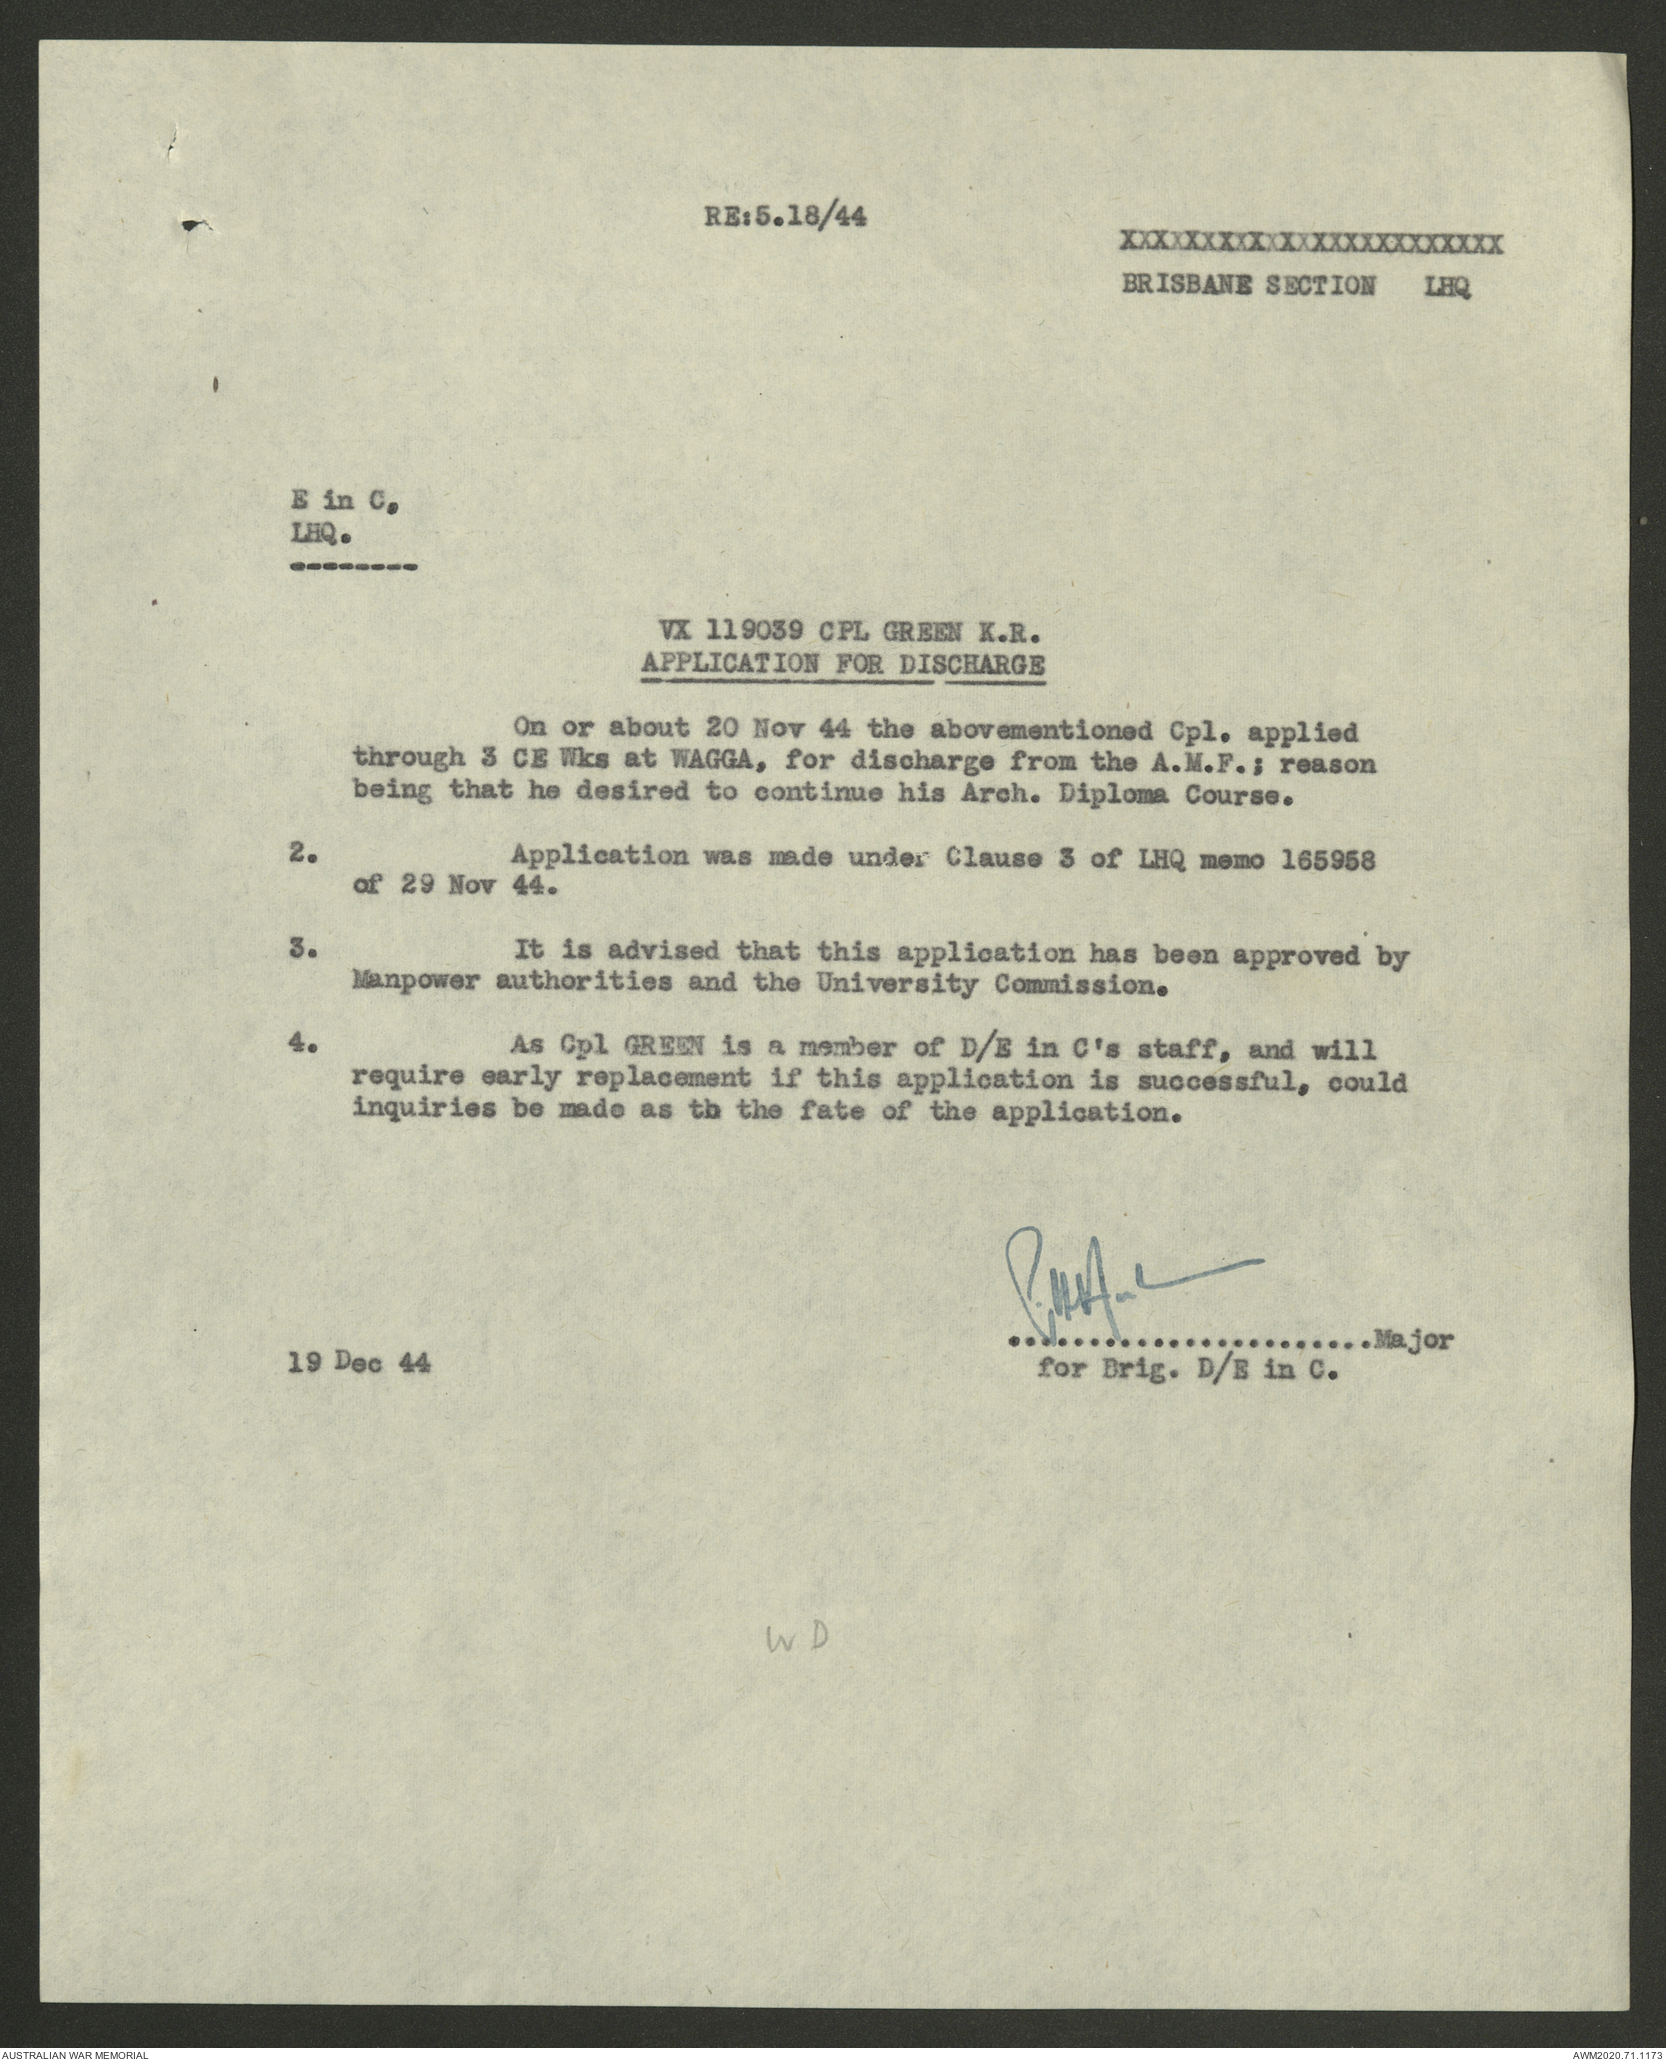 RE:5.18/44
XXXXXXXXXXXXXXXXXXXXXXXX
BRISBANE SECTION LHQ
E in C,
LHQ.
--------
VX 119039 CPL GREEN K.R.
APPLICATION FOR DISCHARGE
On or about 20 Nov 44 the abovementioned Cpl. applied
through 3 CE Wks at WAGGA, for discharge from the A.M.F.; reason
being that he desired to continue his Arch. Diploma Course.
2. Application was made under Clause 3 of LHQ memo 165958
of 29 Nov 44.
3. It is advised that this application has been approved by
Manpower authorities and the University Commission.
4. As Cpl GREEN is a member of D/E in C's staff, and will
require early replacement if this application is successful, could
inquiries be made as to the fate of the application.
.......................Major
19 Dec 44
for Brig. D/E in C.
W D
AUSTRALIAN WAR MEMORIAL
AWM2020.71.1173